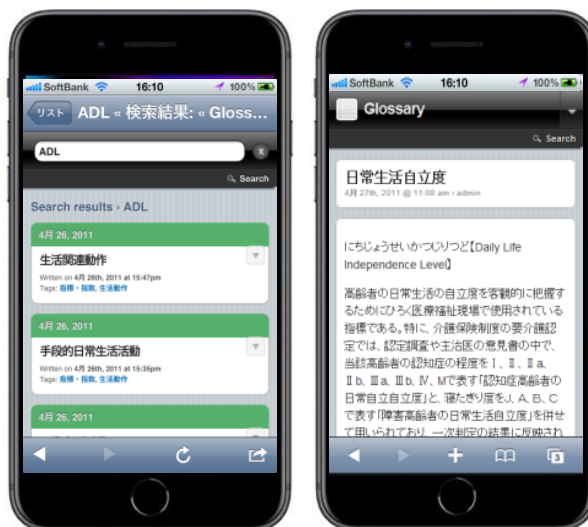 SoftBank 16:10 100%
リスト ADL « 検索結果: « Gloss...
ADL
Search
Search results › ADL
4月 26, 2011
生活関連動作
Written on 4月 26th, 2011 at 15:47pm
Tags: 指標・指数, 生活動作
4月 26, 2011
手段的日常生活活動
Written on 4月 26th, 2011 at 15:35pm
Tags: 指標・指数, 生活動作
4月 26, 2011
SoftBank 16:10 100%
Glossary
Search
日常生活自立度
4月 27th, 2011 @ 11:08 am › admin
にちじょうせいかつじりつど【Daily Life
Independence Level】
高齢者の日常生活の自立度を客観的に把握す
るためにひろく医療福祉現場で使用されている
指標である。特に、介護保険制度の要介護認
定では、認定調査や主治医の意見書の中で、
当該高齢者の認知症の程度をⅠ、Ⅱ、Ⅱa、
Ⅱb、Ⅲa、Ⅲb、Ⅳ、Mで表す「認知症高齢者の
日常自立自立度」と、寝たきり度をJ、A、B、C
で表す「障害高齢者の日常生活自立度」を併せ
て用いられており、一次判定の結果に反映され
3